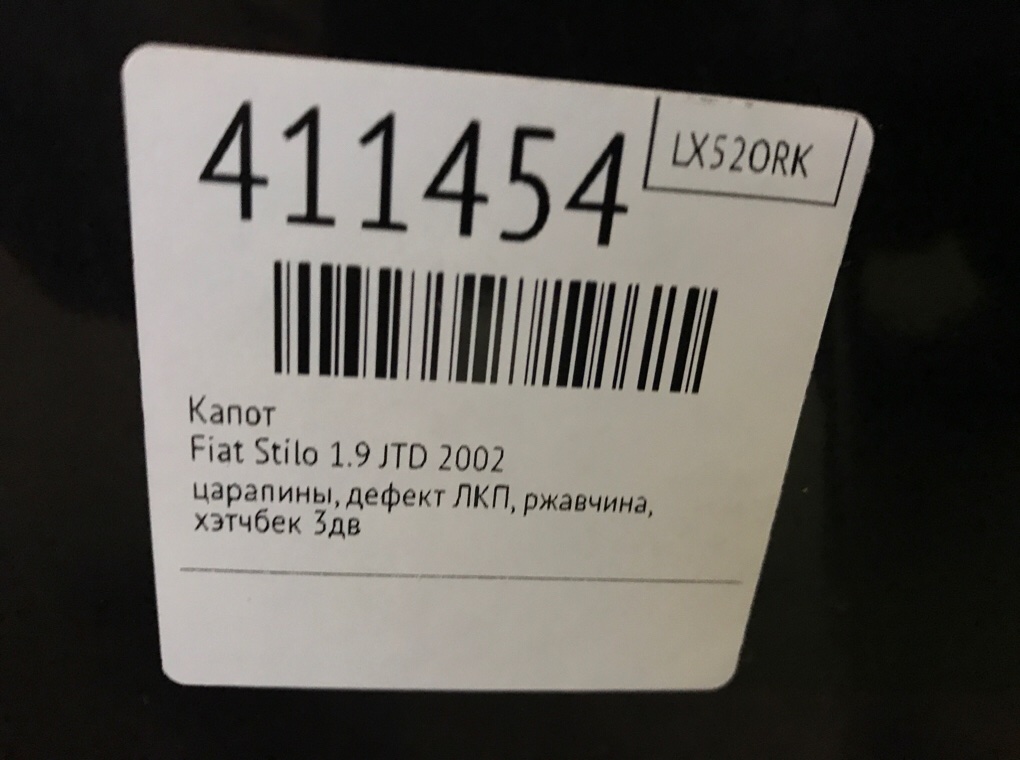 411454
LX52ORK
Капот
Fiat Stilo 1.9 JTD 2002
царапины, дефект ЛКП, ржавчина,
хэтчбек 3дв